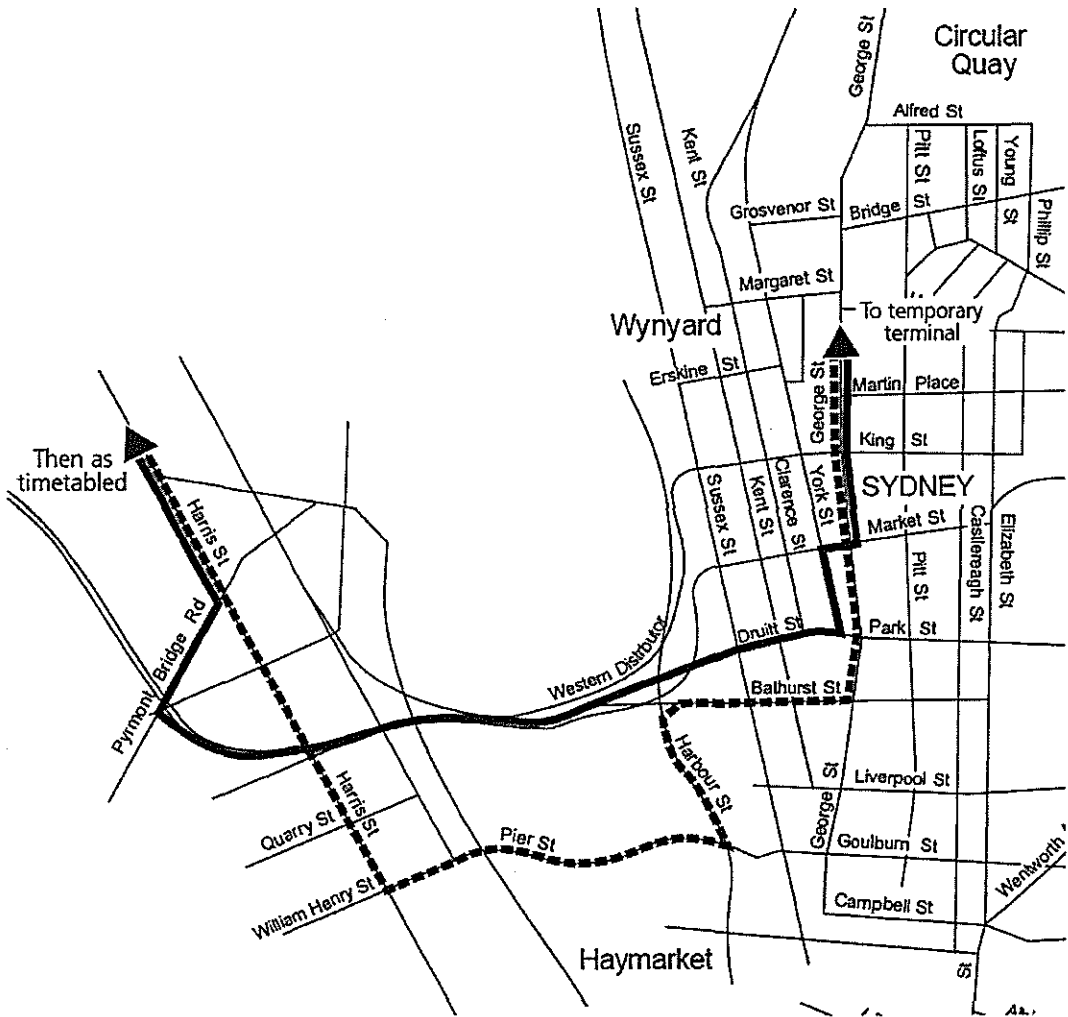 Circular
Quay
George St
Alfred St
Sussex St
Kent St
Pitt St
Loftus St
Young St
Phillip St
Grosvenor St
Bridge St
Margaret St
Wynyard
To temporary
terminal
Erskine St
George St
Martin Place
King St
Then as
timetabled
Harris St
SYDNEY
Sussex St
Kent St
Clarence St
York St
Market St
Pitt St
Castlereagh St
Elizabeth St
Pyrmont Bridge Rd
Western Distributor
Druitt St
Park St
Bathurst St
Harris St
Harbour St
George St
Liverpool St
Quarry St
Pier St
Goulburn St
Wentworth
William Henry St
Campbell St
Haymarket
St